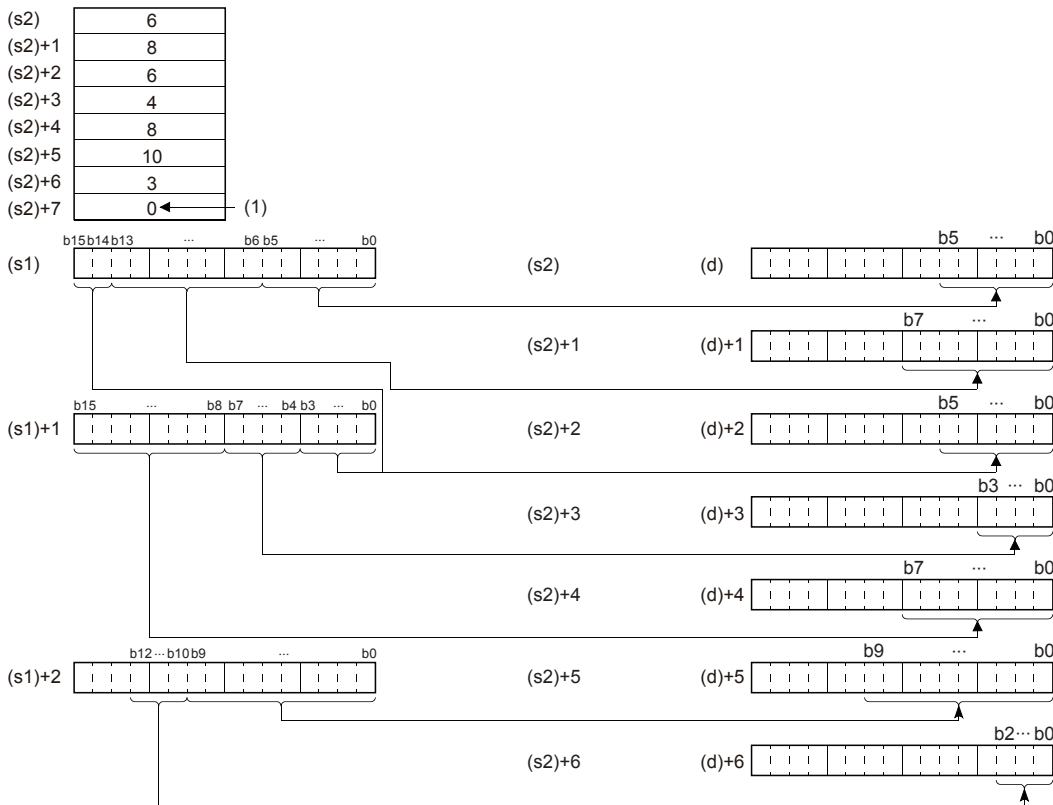 (s2) 6
(s2)+1 8
(s2)+2 6
(s2)+3 4
(s2)+4 8
(s2)+5 10
(s2)+6 3
(s2)+7 0 (1)
b15 b14 b13 ... b6 b5 ... b0 b5 ... b0
(s1) (s2) (d)
b7 ... b0
(s2)+1 (d)+1
b15 ... b8 b7 ... b4 b3 ... b0 b5 ... b0
(s1)+1 (s2)+2 (d)+2
b3 ... b0
(s2)+3 (d)+3
b7 ... b0
(s2)+4 (d)+4
b12 ... b10 b9 ... b0 b9 ... b0
(s1)+2 (s2)+5 (d)+5
b2 ... b0
(s2)+6 (d)+6